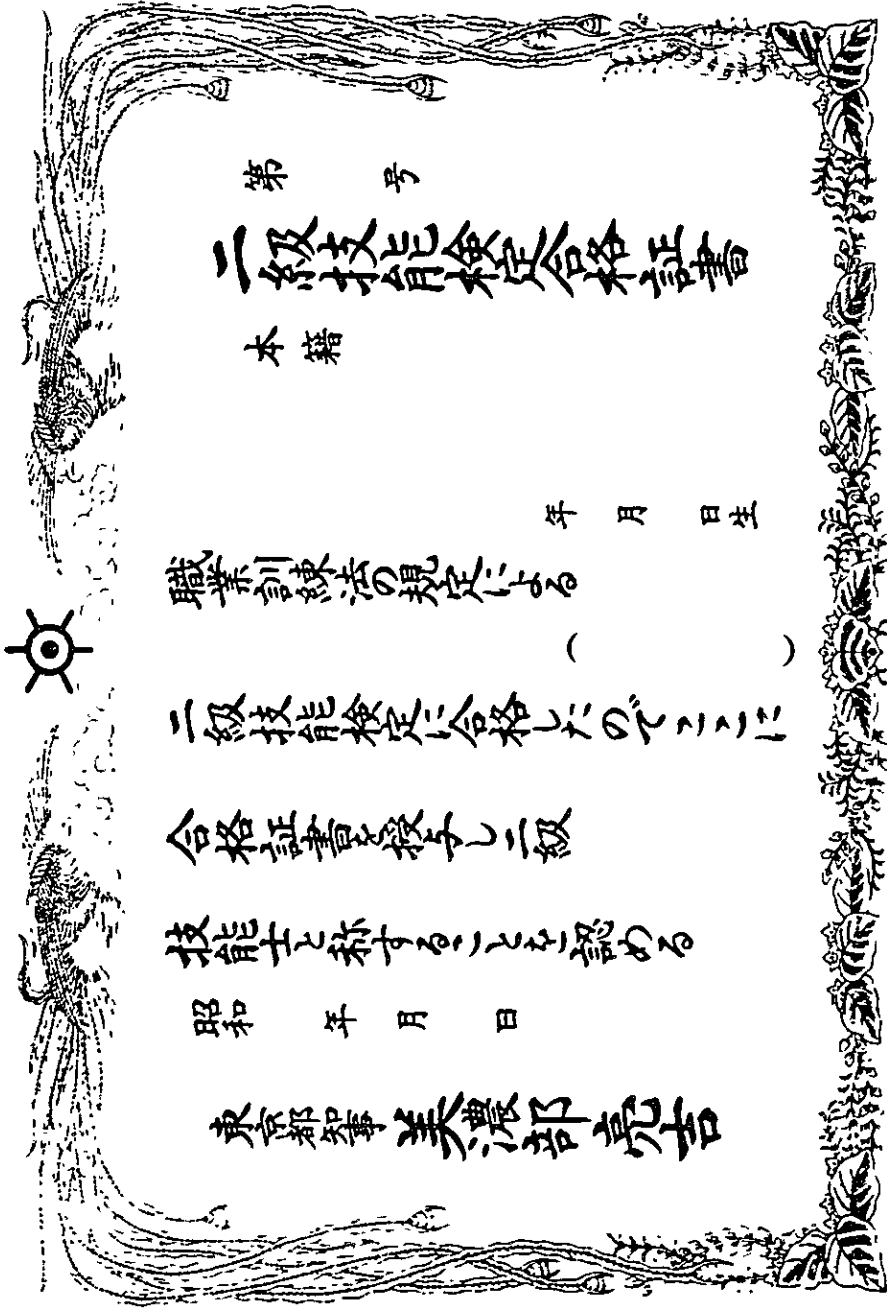 第　　号
二級技能検定合格証書
本籍
年　月　日生
職業訓練法の規定による
（　　　　）
二級技能検定に合格したのでここに
合格証書を授与し二級
技能士と称することを認める
昭和　年　月　日
東京都知事 美濃部亮吉